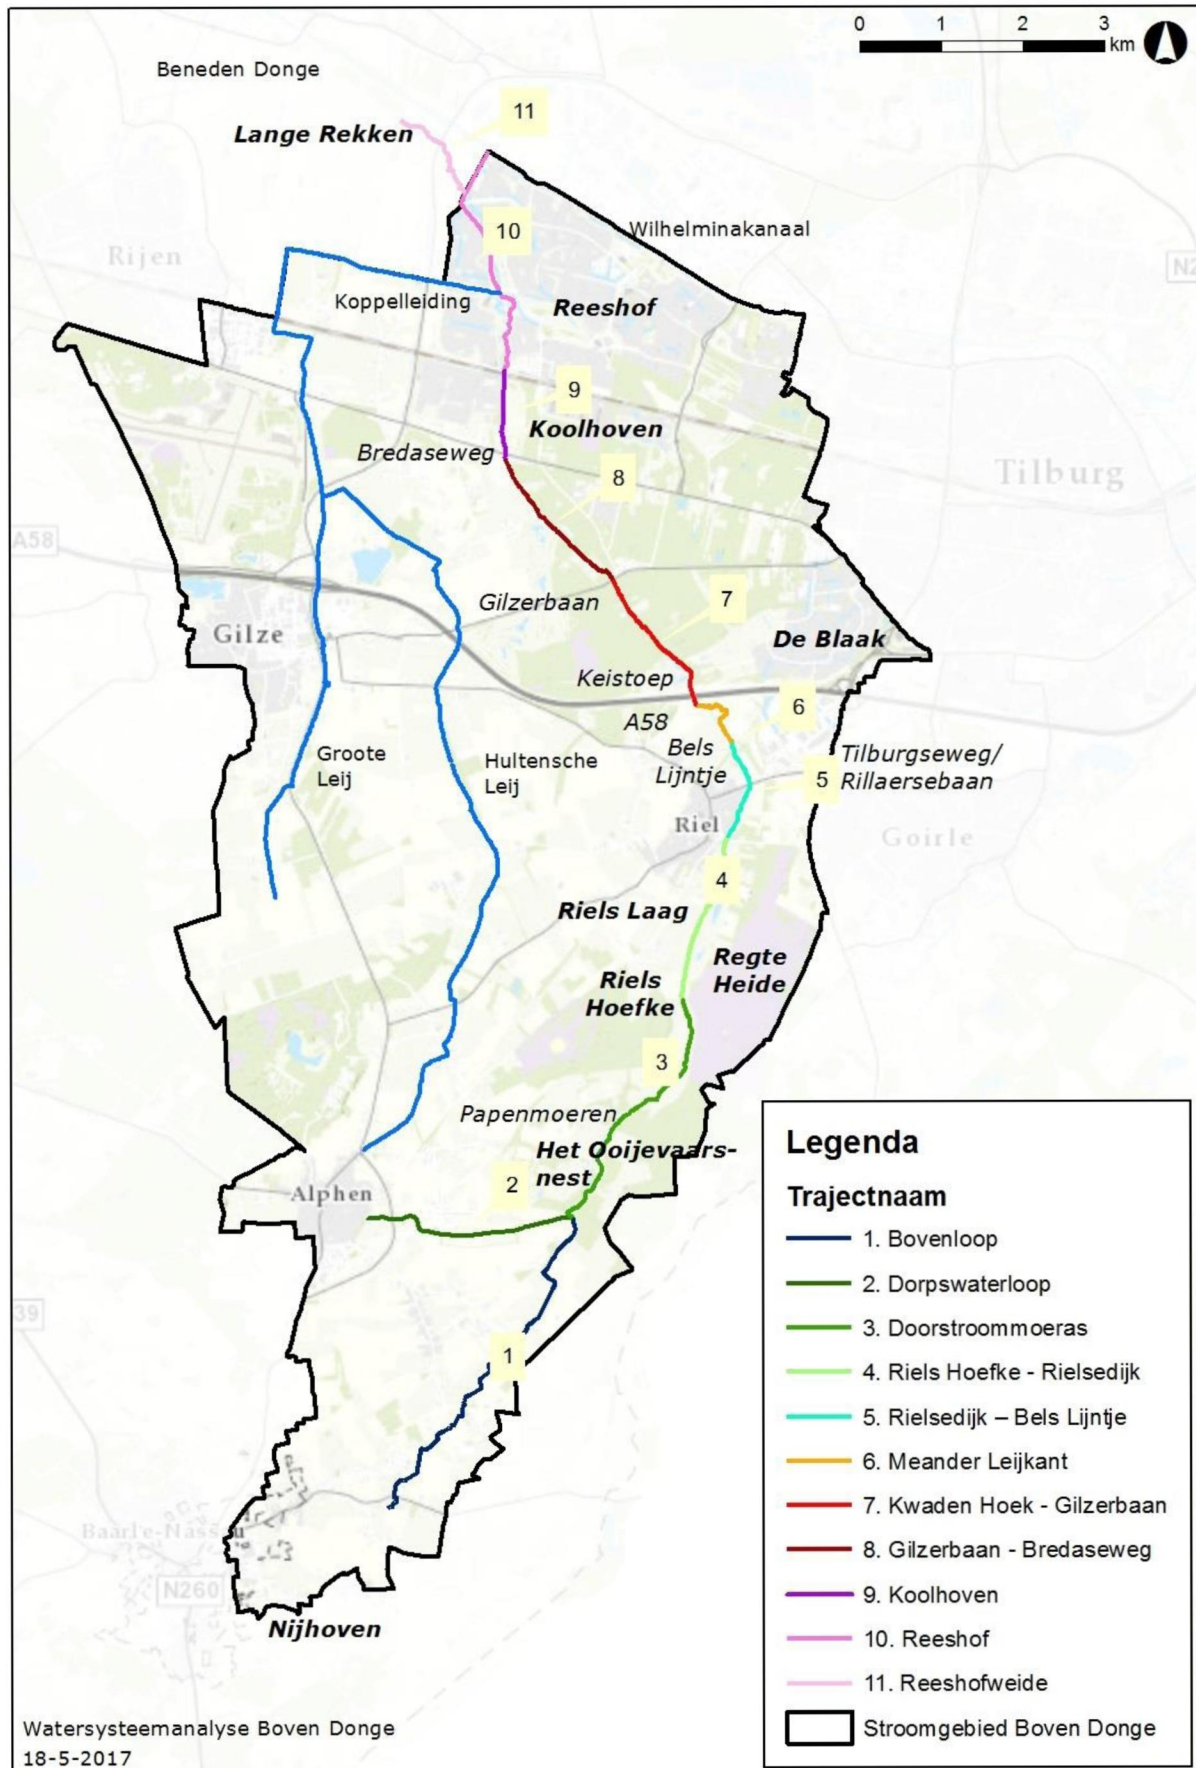 0 1 2 3
km
Beneden Donge
11
Lange Rekken
10
Wilhelminakanaal
Rijen
N2
Koppelleiding
Reeshof
9
Koolhoven
Bredaseweg
8
Tilburg
A58
Gilzerbaan
7
Gilze
De Blaak
Keistoep
6
A58
Groote
Leij
Hultensche
Leij
Bels
Lijntje
Tilburgseweg/
Rillaersebaan
5
Riel
Goirle
4
Riels Laag
Regte
Heide
Riels
Hoefke
3
Papenmoeren
Het Ooijevaars-
nest
2
Alphen
39
1
Baarle-Nassau
N260
Nijhoven
Legenda
Trajectnaam
1. Bovenloop
2. Dorpswaterloop
3. Doorstroommoeras
4. Riels Hoefke - Rielsedijk
5. Rielsedijk – Bels Lijntje
6. Meander Leijkant
7. Kwaden Hoek - Gilzerbaan
8. Gilzerbaan - Bredaseweg
9. Koolhoven
10. Reeshof
11. Reeshofweide
Stroomgebied Boven Donge
Watersysteemanalyse Boven Donge
18-5-2017